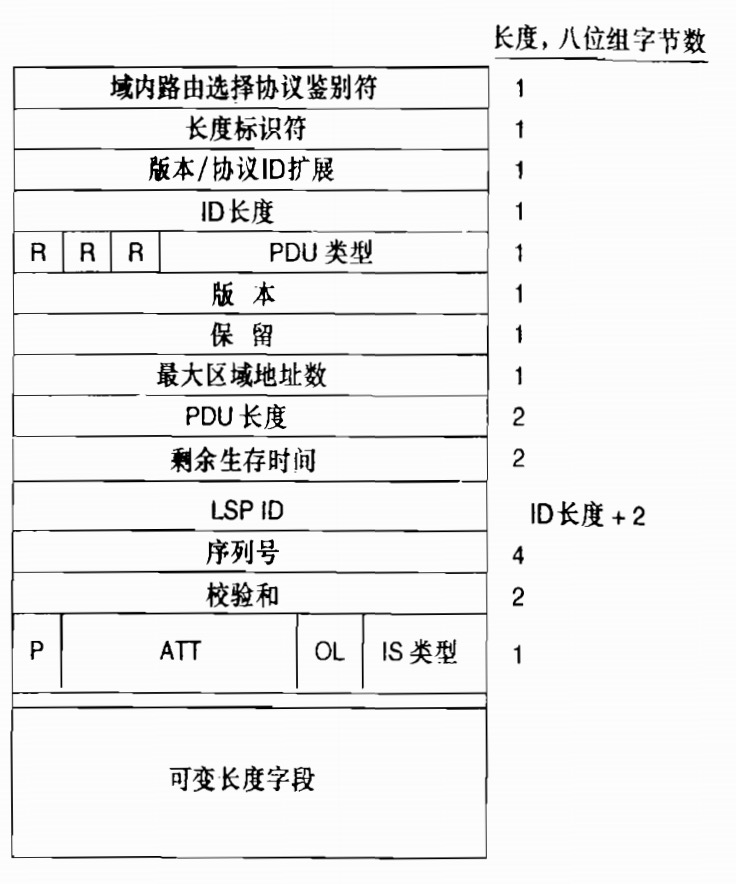 长度，八位组字节数
域内路由选择协议鉴别符 1
长度标识符 1
版本/协议ID扩展 1
ID长度 1
R R R PDU 类型 1
版 本 1
保 留 1
最大区域地址数 1
PDU 长度 2
剩余生存时间 2
LSP ID ID长度 + 2
序列号 4
校验和 2
P ATT OL IS 类型 1
可变长度字段